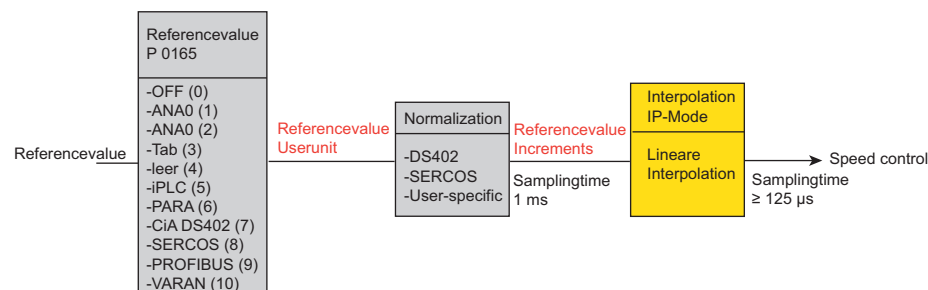 Referencevalue
Referencevalue
P 0165
-OFF (0)
-ANA0 (1)
-ANA0 (2)
-Tab (3)
-leer (4)
-iPLC (5)
-PARA (6)
-CiA DS402 (7)
-SERCOS (8)
-PROFIBUS (9)
-VARAN (10)
Referencevalue
Userunit
Normalization
-DS402
-SERCOS
-User-specific
Referencevalue
Increments
Samplingtime
1 ms
Interpolation
IP-Mode
Lineare
Interpolation
Speed control
Samplingtime
≥ 125 µs